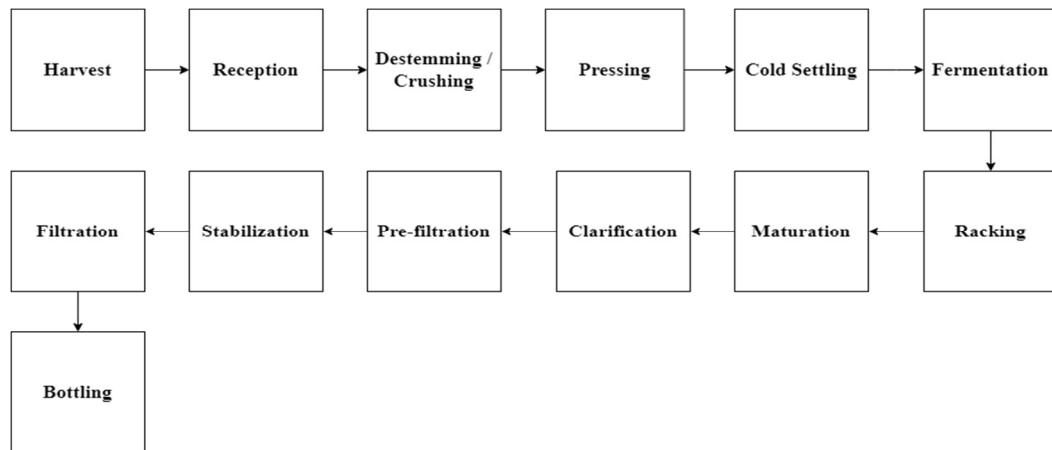 Harvest
Reception
Destemming /
Crushing
Pressing
Cold Settling
Fermentation
Racking
Maturation
Clarification
Pre-filtration
Stabilization
Filtration
Bottling